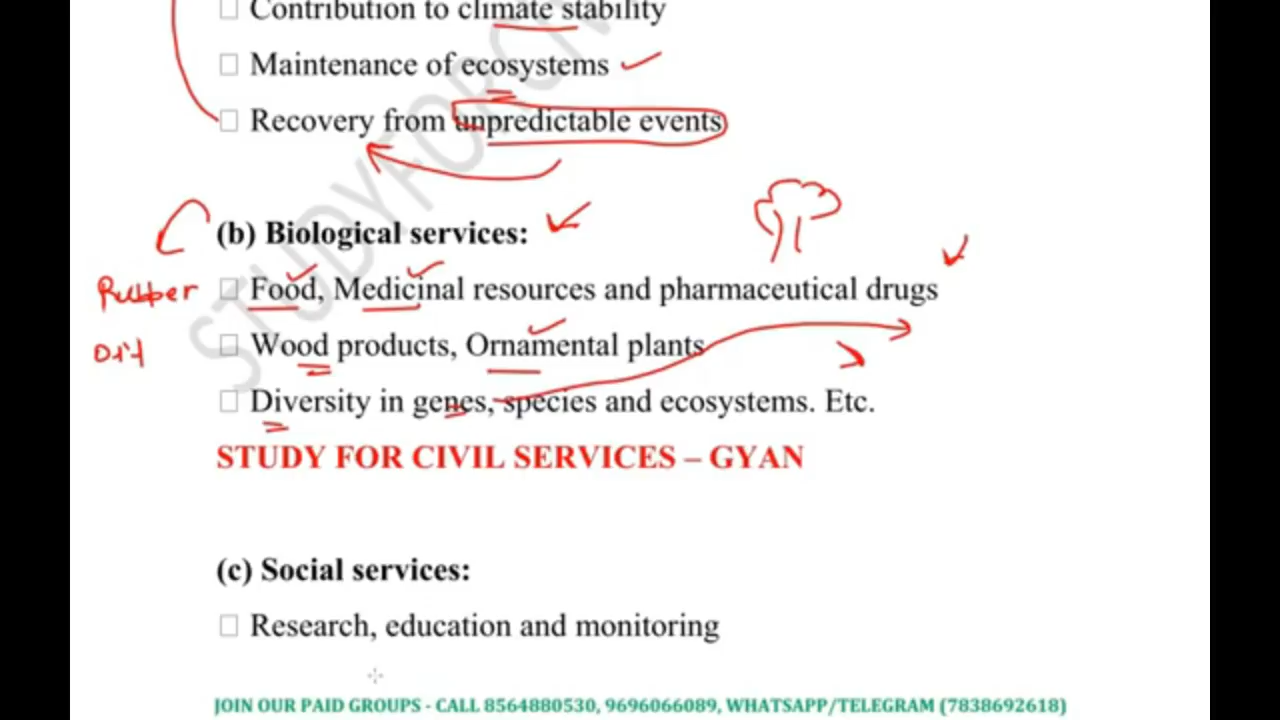 Contribution to climate stability
Maintenance of ecosystems
Recovery from unpredictable events
(b) Biological services:
Rubber Food, Medicinal resources and pharmaceutical drugs
Wood products, Ornamental plants
Diversity in genes, species and ecosystems. Etc.
STUDY FOR CIVIL SERVICES – GYAN
(c) Social services:
Research, education and monitoring
JOIN OUR PAID GROUPS - CALL 8564880530, 9696066089, WHATSAPP/TELEGRAM (7838692618)